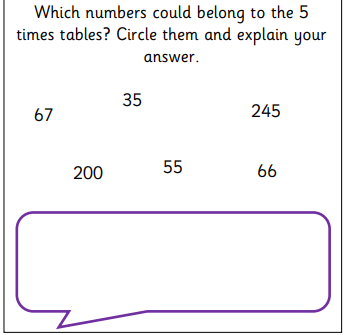 Which numbers could belong to the 5
times tables? Circle them and explain your
answer.
67
35
245
200
55
66